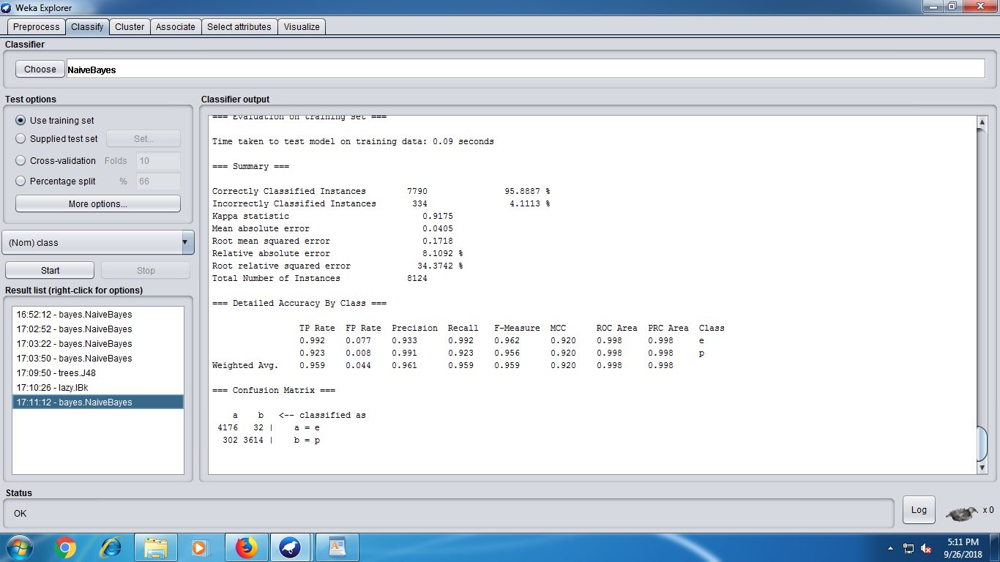 Weka Explorer
Preprocess Classify Cluster Associate Select attributes Visualize
Classifier
Choose NaiveBayes
Test options
Use training set
Supplied test set Set...
Cross-validation Folds 10
Percentage split % 66
More options...
(Nom) class
Start Stop
Result list (right-click for options)
16:52:12 - bayes.NaiveBayes
17:02:52 - bayes.NaiveBayes
17:03:22 - bayes.NaiveBayes
17:03:50 - bayes.NaiveBayes
17:09:50 - trees.J48
17:10:26 - lazy.IBk
17:11:12 - bayes.NaiveBayes
Classifier output
=== Evaluation on training set ===
Time taken to test model on training data: 0.09 seconds
=== Summary ===
Correctly Classified Instances 7790 95.8887 %
Incorrectly Classified Instances 334 4.1113 %
Kappa statistic 0.9175
Mean absolute error 0.0405
Root mean squared error 0.1718
Relative absolute error 8.1092 %
Root relative squared error 34.3742 %
Total Number of Instances 8124
=== Detailed Accuracy By Class ===
TP Rate FP Rate Precision Recall F-Measure MCC ROC Area PRC Area Class
0.992 0.077 0.933 0.992 0.962 0.920 0.998 0.998 e
0.923 0.008 0.991 0.923 0.956 0.920 0.998 0.998 p
Weighted Avg. 0.959 0.044 0.961 0.959 0.959 0.920 0.998 0.998
=== Confusion Matrix ===
a b <-- classified as
4176 32 | a = e
302 3614 | b = p
Status
OK
Log x 0
5:11 PM
9/26/2018